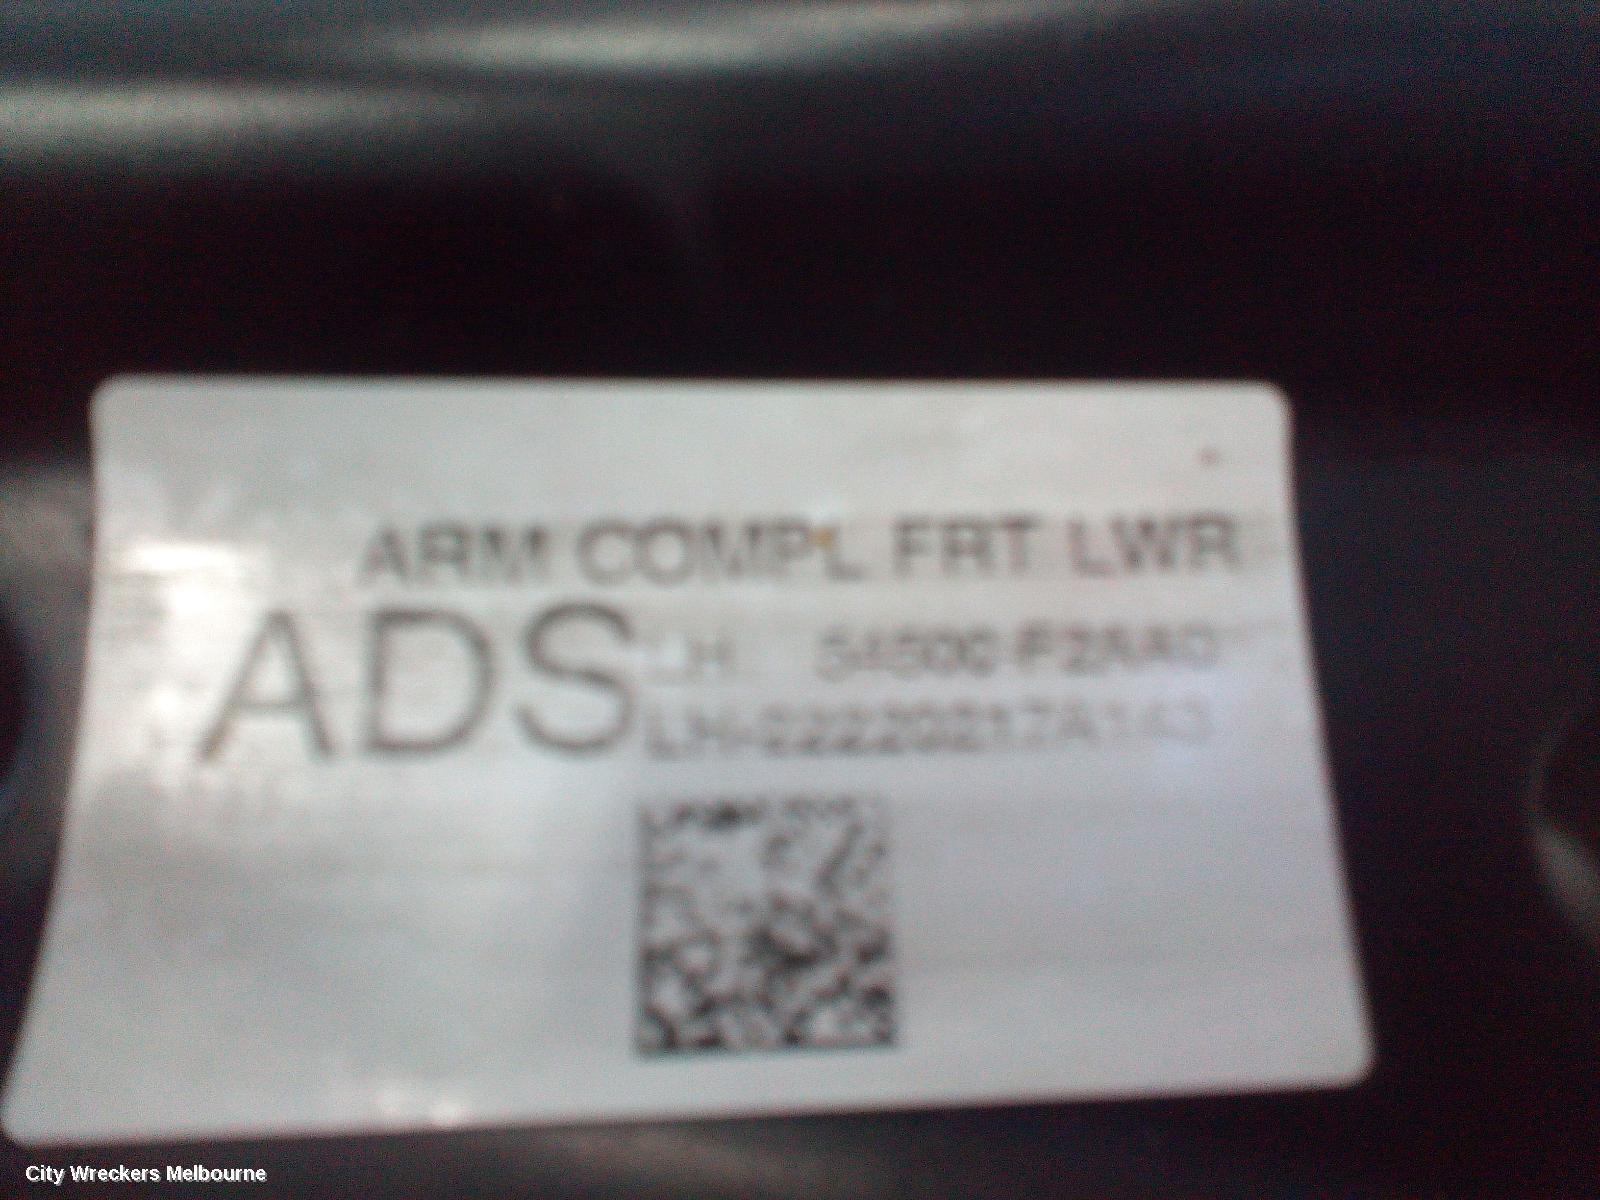 ARM COMPL FRT LWR
ADS LH 54500-F2AA0
City Wreckers Melbourne